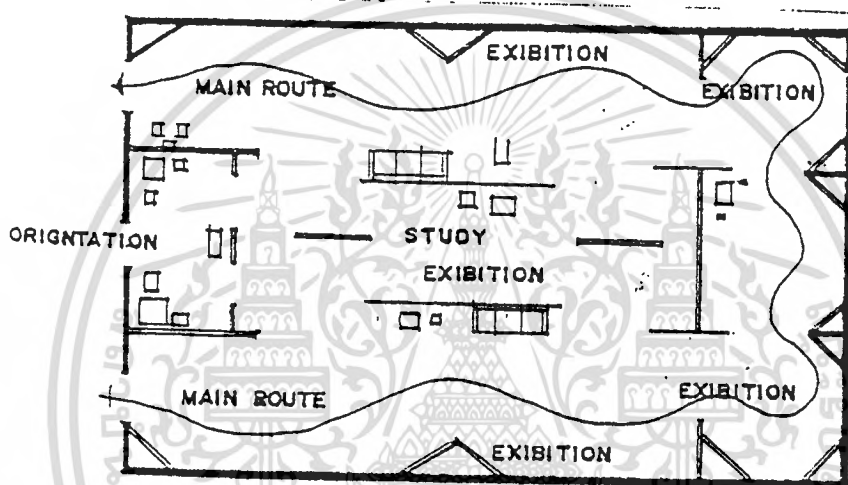 EXIBITION
MAIN ROUTE
EXIBITION
ORIGNTATION
STUDY
EXIBITION
MAIN ROUTE
EXIBITION
EXIBITION